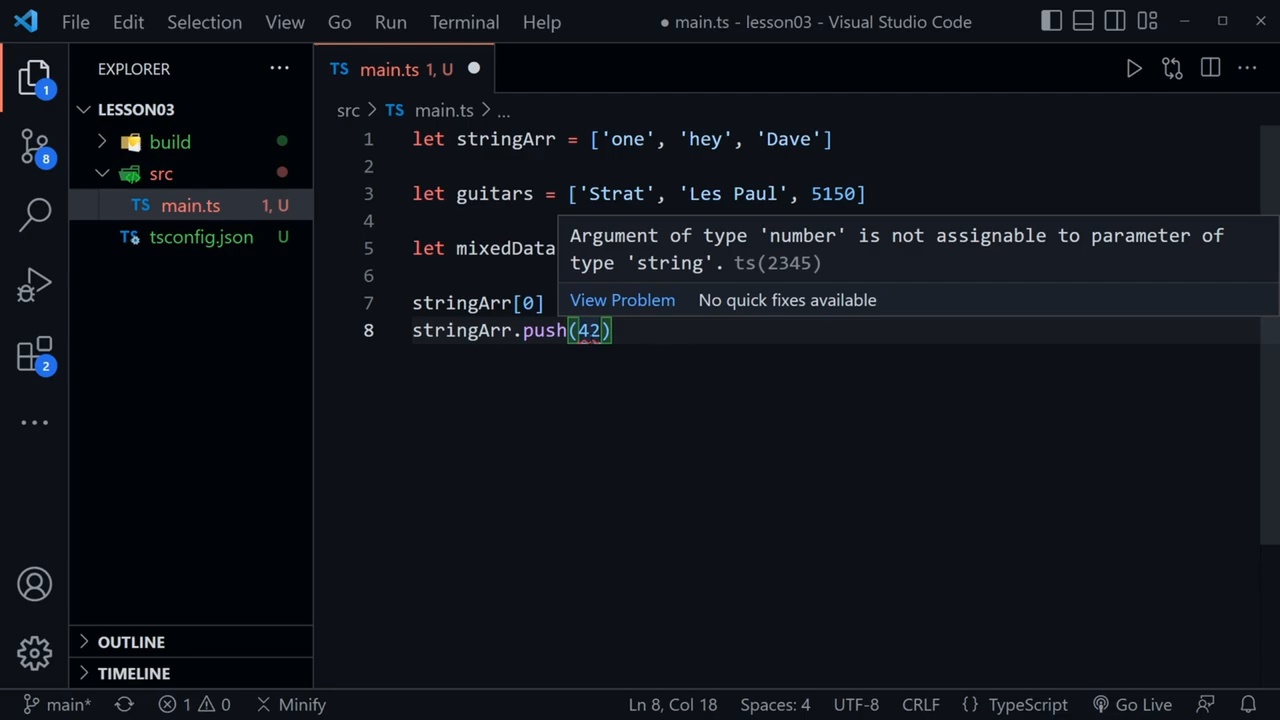 File Edit Selection View Go Run Terminal Help ● main.ts - lesson03 - Visual Studio Code
EXPLORER ...
LESSON03
build
src
TS main.ts 1, U
tsconfig.json U
OUTLINE
TIMELINE
1
8
2
TS main.ts 1, U
src > TS main.ts > ...
1 let stringArr = ['one', 'hey', 'Dave']
2
3 let guitars = ['Strat', 'Les Paul', 5150]
4
5 let mixedData
6
7 stringArr[0]
8 stringArr.push(42)
Argument of type 'number' is not assignable to parameter of
type 'string'. ts(2345)
View Problem No quick fixes available
main* 1 0 Minify Ln 8, Col 18 Spaces: 4 UTF-8 CRLF {} TypeScript Go Live